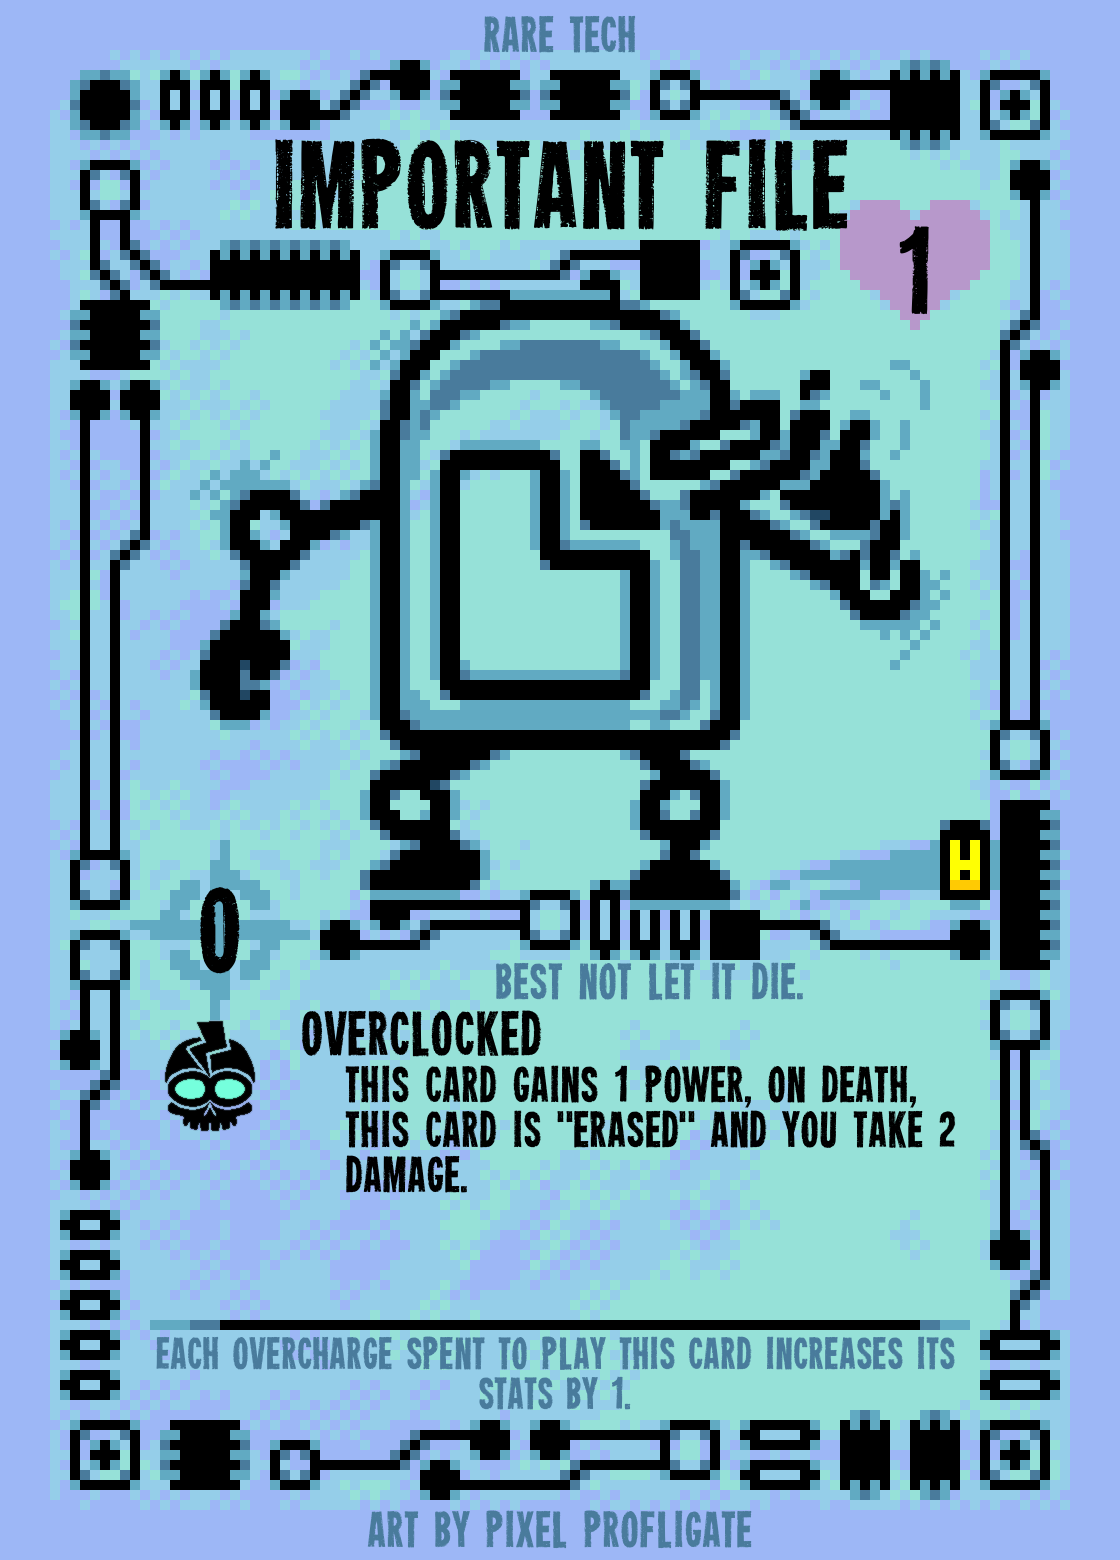 RARE TECH
IMPORTANT FILE
1
0
BEST NOT LET IT DIE.
OVERCLOCKED
THIS CARD GAINS 1 POWER, ON DEATH,
THIS CARD IS "ERASED" AND YOU TAKE 2
DAMAGE.
EACH OVERCHARGE SPENT TO PLAY THIS CARD INCREASES ITS
STATS BY 1.
ART BY PIXEL PROFLIGATE